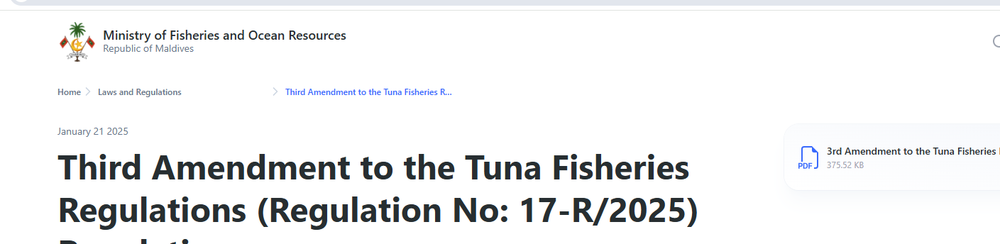 Ministry of Fisheries and Ocean Resources
Republic of Maldives
Home
Laws and Regulations
Third Amendment to the Tuna Fisheries R...
January 21 2025
Third Amendment to the Tuna Fisheries
Regulations (Regulation No: 17-R/2025)
3rd Amendment to the Tuna Fisheries
PDF
375.52 KB